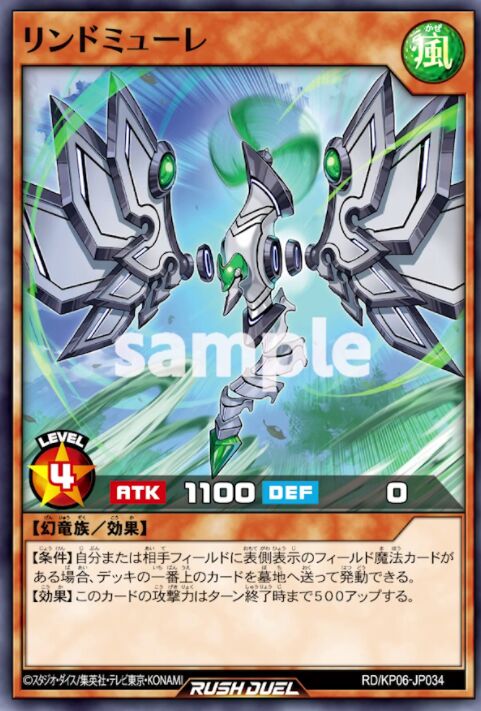 リンドミューレ
かぜ
風
sample
LEVEL
4
ATK 1100 DEF 0
【幻竜族／効果】
【条件】自分または相手フィールドに表側表示のフィールド魔法カードが
ある場合、デッキの一番上のカードを墓地へ送って発動できる。
【効果】このカードの攻撃力はターン終了時まで500アップする。
©スタジオ・ダイス/集英社・テレビ東京・KONAMI
RUSH DUEL
RD/KP06-JP034